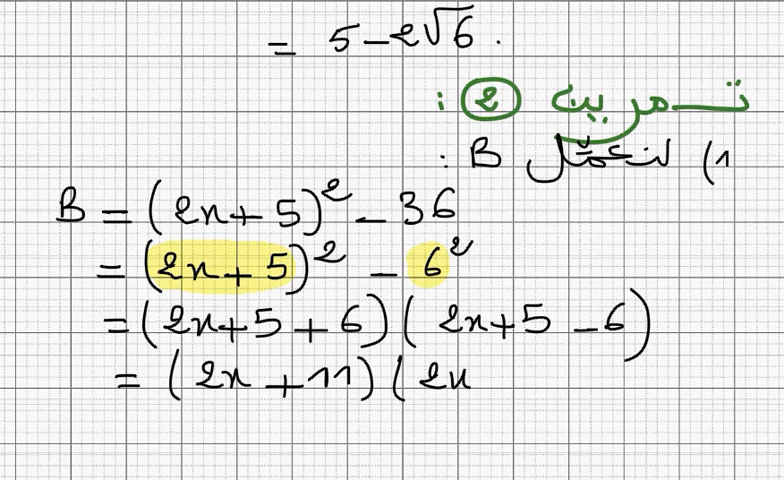 = 5 - 2√6 .
تمرين 2 :
1) لنعمّل B :
B = (2x + 5)² - 36
= (2x + 5)² - 6²
= (2x + 5 + 6)(2x + 5 - 6)
= (2x + 11)(2x